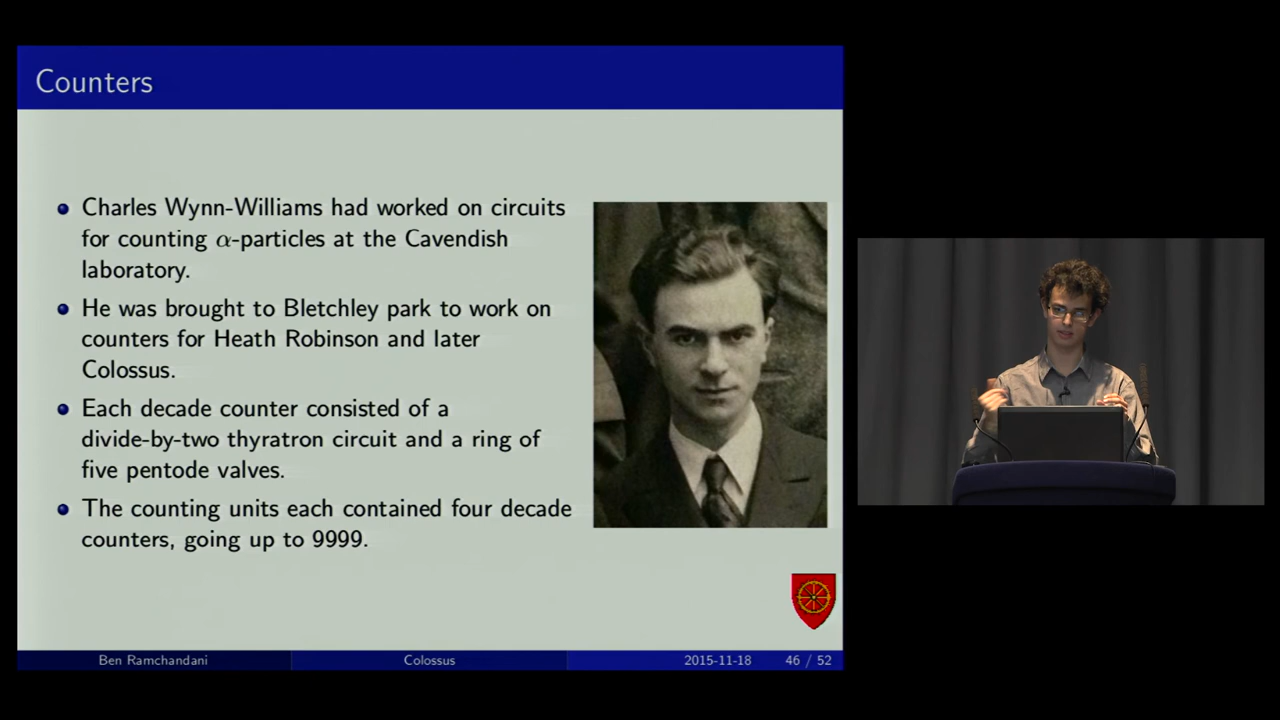 Counters
Charles Wynn-Williams had worked on circuits
for counting α-particles at the Cavendish
laboratory.
He was brought to Bletchley park to work on
counters for Heath Robinson and later
Colossus.
Each decade counter consisted of a
divide-by-two thyratron circuit and a ring of
five pentode valves.
The counting units each contained four decade
counters, going up to 9999.
Ben Ramchandani Colossus 2015-11-18 46 / 52